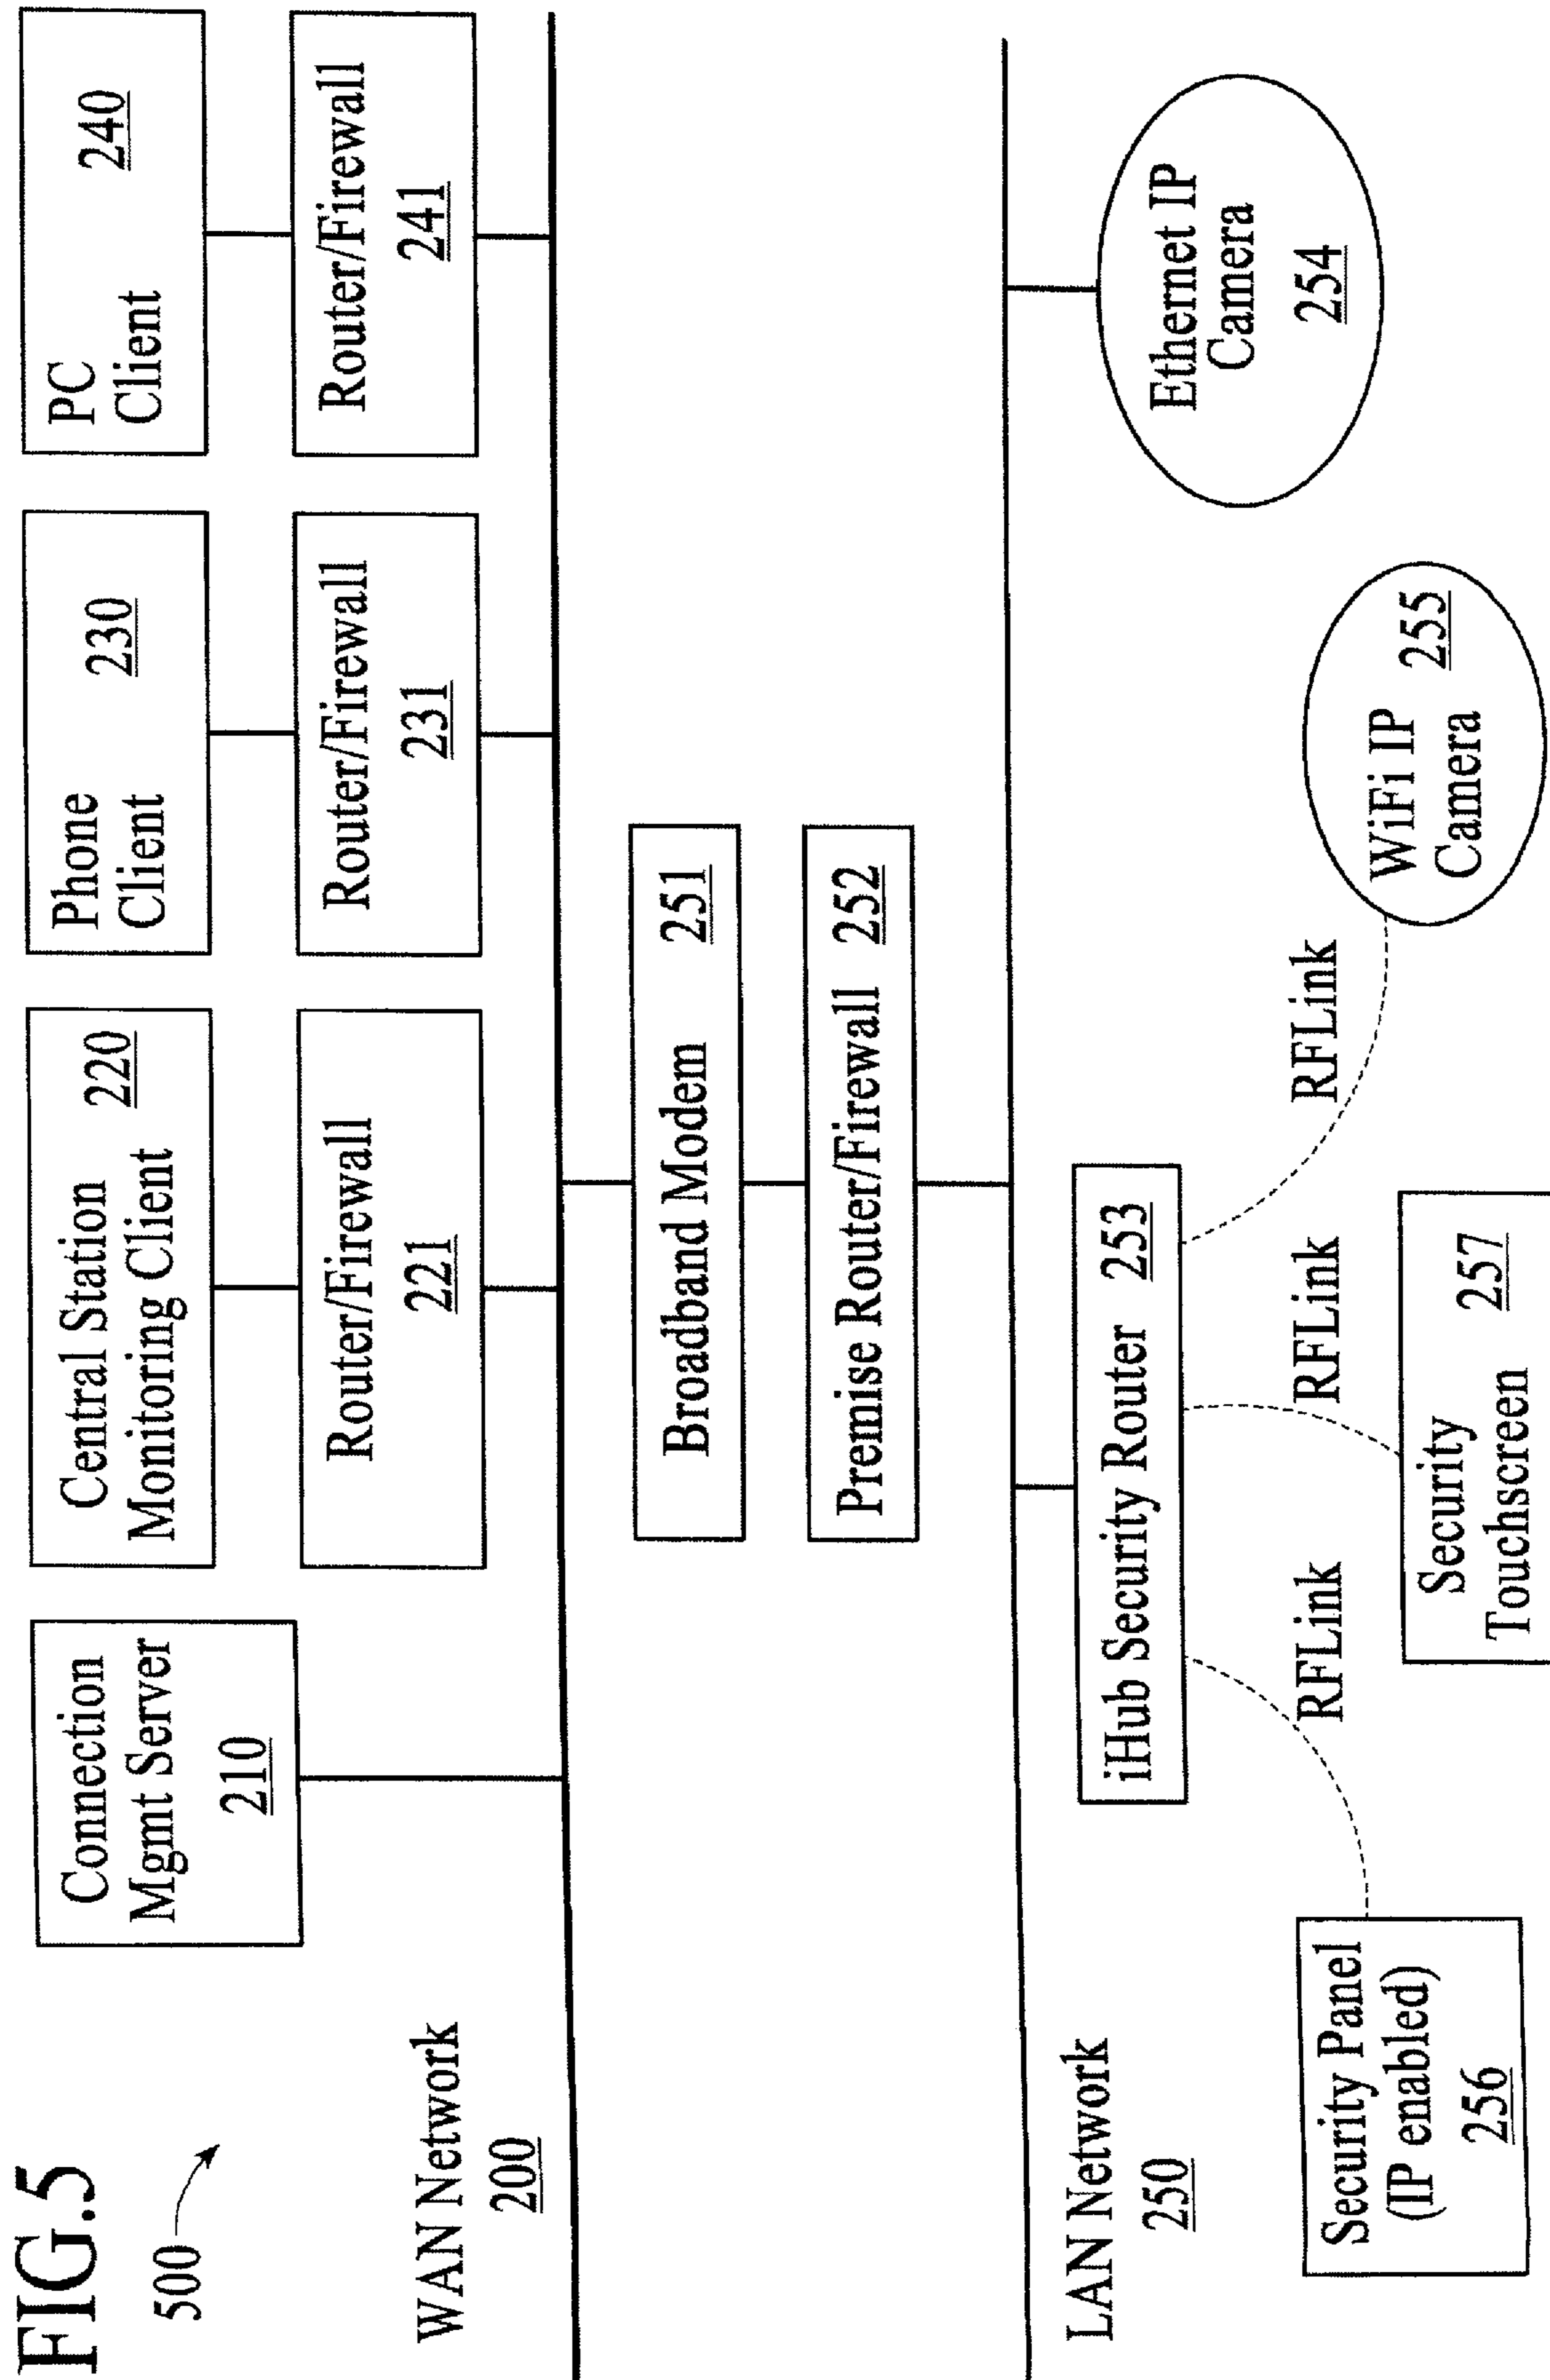 FIG.5
500
Connection
Mgmt Server
210
Central Station
Monitoring Client
220
Phone
Client
230
PC
Client
240
Router/Firewall
221
Router/Firewall
231
Router/Firewall
241
WAN Network
200
Broadband Modem 251
Premise Router/Firewall 252
LAN Network
250
iHub Security Router 253
RFLink
RFLink
RFLink
Ethernet IP
Camera
254
WiFi IP
Camera
255
Security Panel
(IP enabled)
256
Security
Touchscreen
257